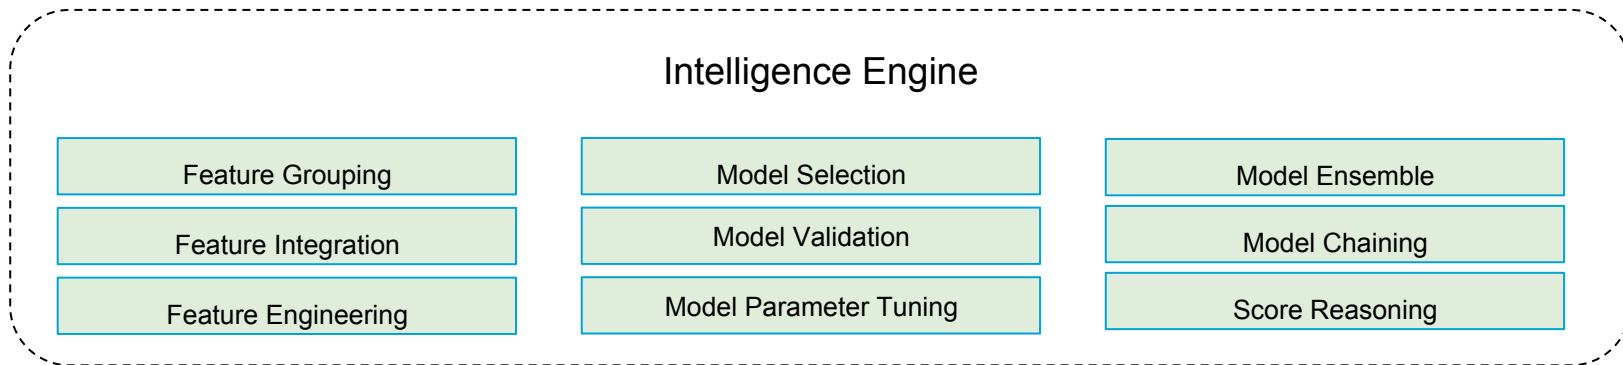 Intelligence Engine
Feature Grouping
Feature Integration
Feature Engineering
Model Selection
Model Validation
Model Parameter Tuning
Model Ensemble
Model Chaining
Score Reasoning